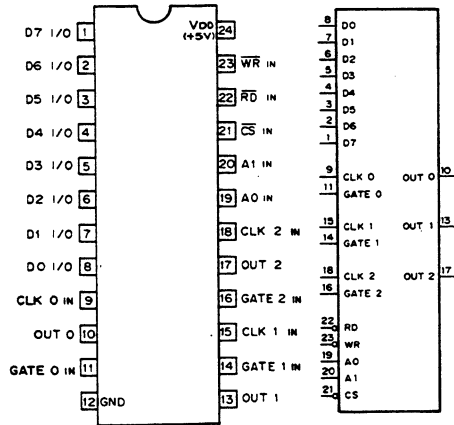 D7 I/O 1
D6 I/O 2
D5 I/O 3
D4 I/O 4
D3 I/O 5
D2 I/O 6
D1 I/O 7
D0 I/O 8
CLK 0 IN 9
OUT 0 10
GATE 0 IN 11
12 GND
VDD 24
(+5V)
23 W̅R̅ IN
22 R̅D̅ IN
21 C̅S̅ IN
20 A1 IN
19 A0 IN
18 CLK 2 IN
17 OUT 2
16 GATE 2 IN
15 CLK 1 IN
14 GATE 1 IN
13 OUT 1
8 D0
7 D1
6 D2
5 D3
4 D4
3 D5
2 D6
1 D7
9 CLK 0 OUT 0 10
11 GATE 0
15 CLK 1 OUT 1 13
14 GATE 1
18 CLK 2 OUT 2 17
16 GATE 2
22 RD
23 WR
19 A0
20 A1
21 CS